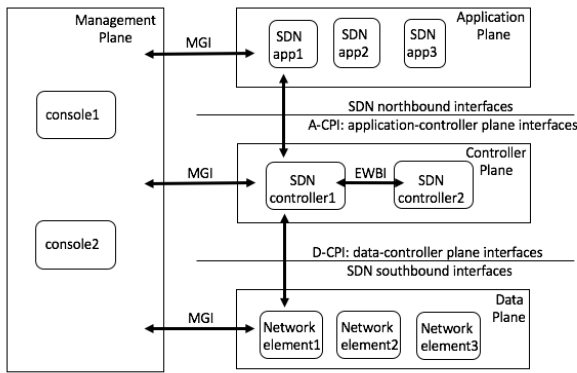 Management
Plane
console1
console2
MGI
MGI
MGI
Application
Plane
SDN
app1
SDN
app2
SDN
app3
SDN northbound interfaces
A-CPI: application-controller plane interfaces
Controller
Plane
SDN
controller1
EWBI
SDN
controller2
D-CPI: data-controller plane interfaces
SDN southbound interfaces
Data
Plane
Network
element1
Network
element2
Network
element3